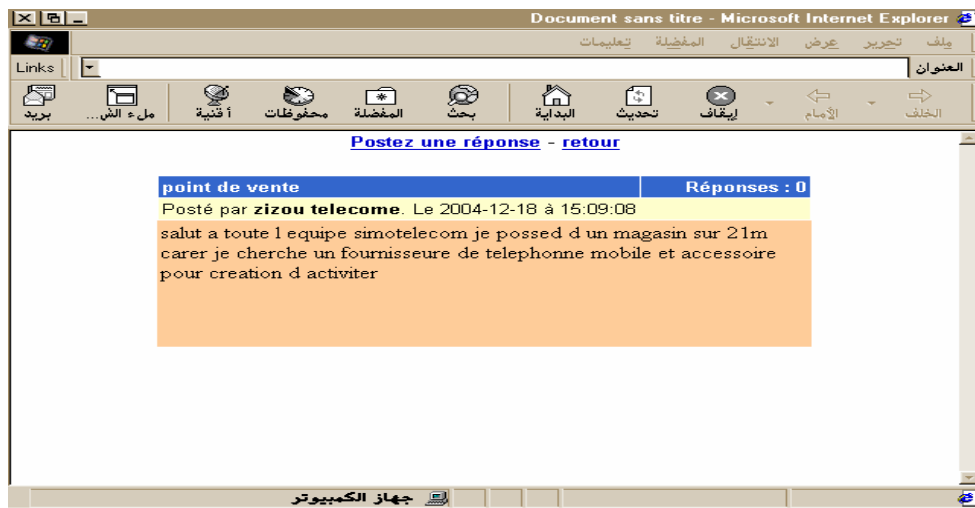 Document sans titre - Microsoft Internet Explorer
ملف تحرير عرض الانتقال المفضلة تعليمات
العنوان Links
الخلف الأمام إيقاف تحديث البداية بحث المفضلة محفوظات أقنية ملء الش... بريد
Postez une réponse - retour
point de vente Réponses : 0
Posté par zizou telecome. Le 2004-12-18 à 15:09:08
salut a toute l equipe simotelecom je possed d un magasin sur 21m
carer je cherche un fournisseure de telephonne mobile et accessoire
pour creation d activiter
جهاز الكمبيوتر